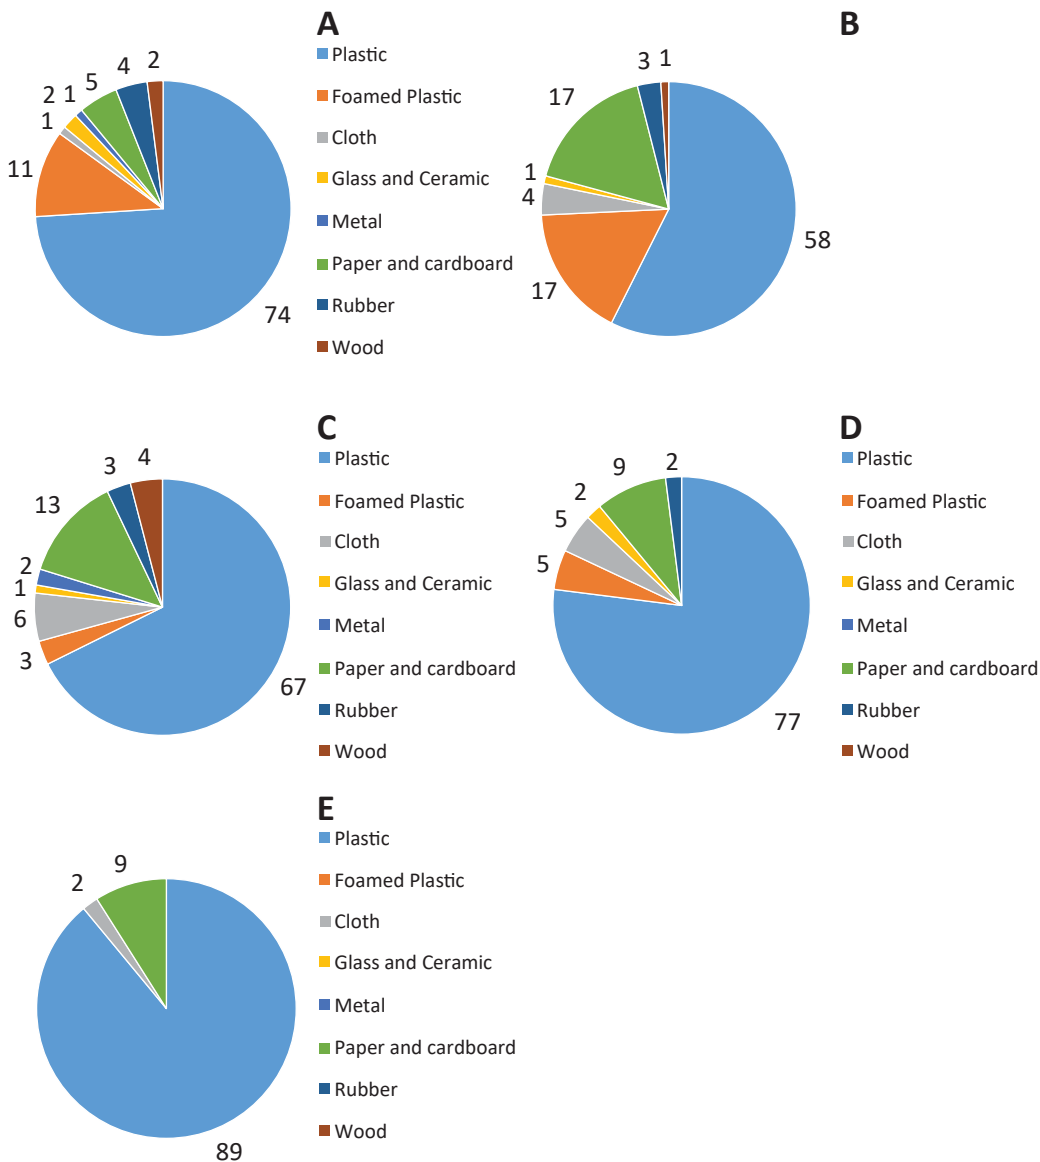 A
B
Plastic
Foamed Plastic
Cloth
Glass and Ceramic
Metal
Paper and cardboard
Rubber
Wood
2
1
5
4
2
1
11
74
3
1
17
1
4
17
58
C
D
Plastic
Foamed Plastic
Cloth
Glass and Ceramic
Metal
Paper and cardboard
Rubber
Wood
3
4
13
2
1
6
3
67
Plastic
Foamed Plastic
Cloth
Glass and Ceramic
Metal
Paper and cardboard
Rubber
Wood
9
2
2
5
5
77
E
Plastic
Foamed Plastic
Cloth
Glass and Ceramic
Metal
Paper and cardboard
Rubber
Wood
2
9
89